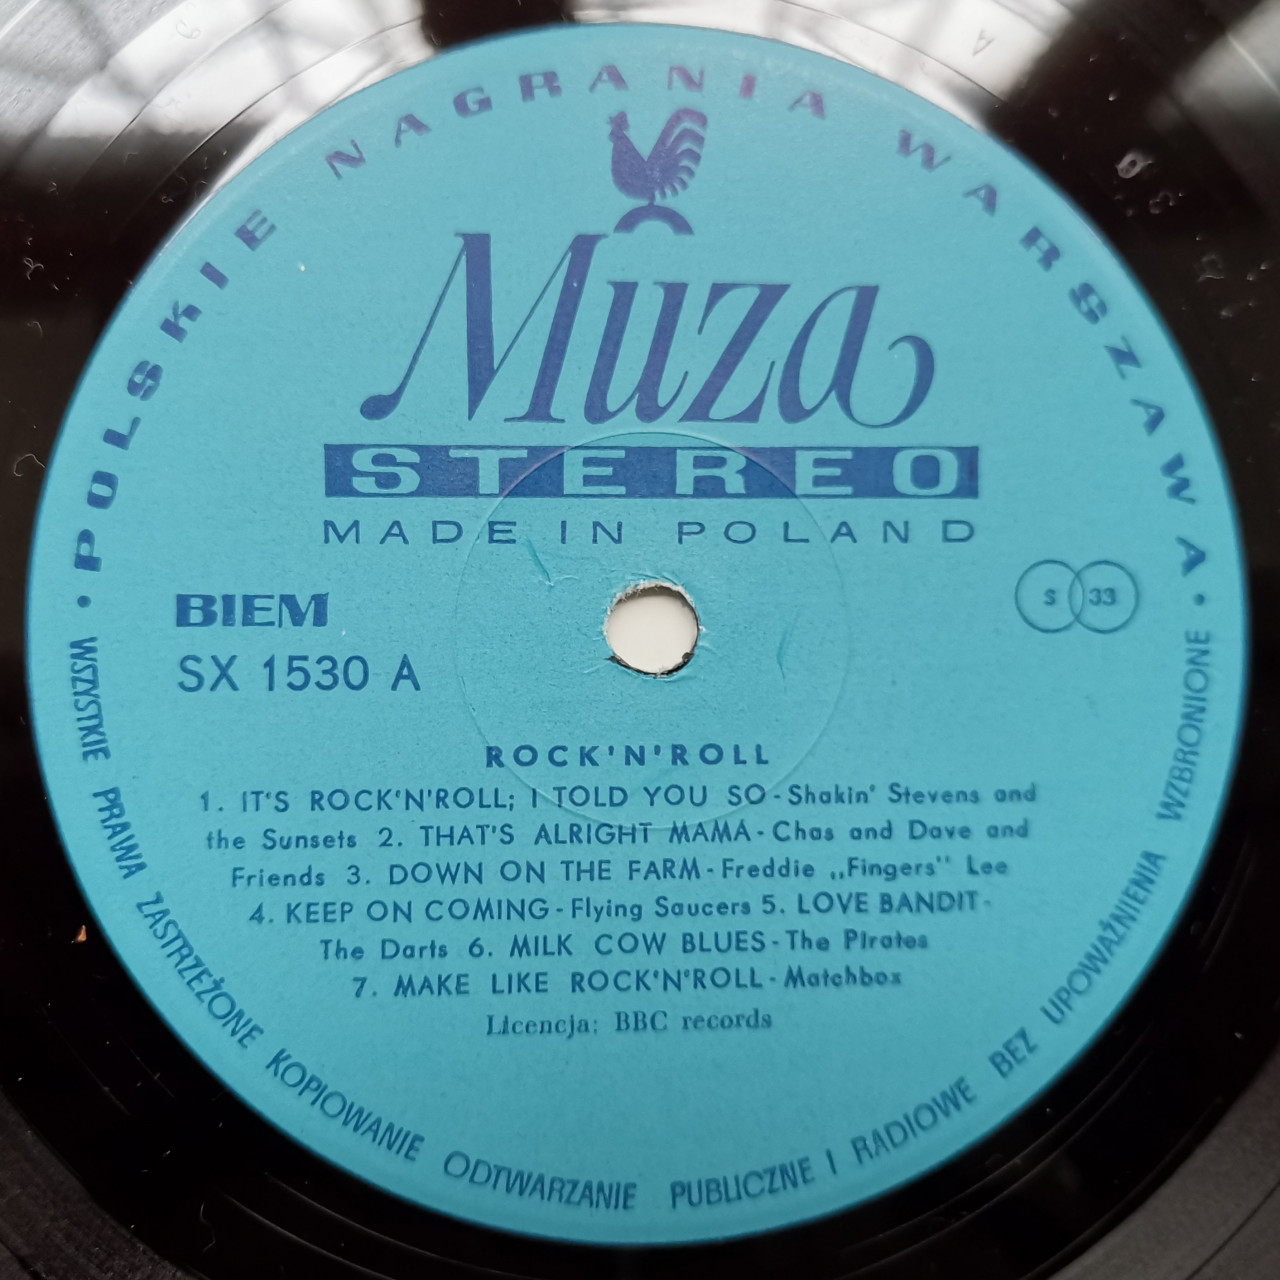 POLSKIE NAGRANIA WARSZAWA
Muza
STEREO
MADE IN POLAND
BIEM
S 33
SX 1530 A
ROCK'N'ROLL
1. IT'S ROCK'N'ROLL; I TOLD YOU SO - Shakin' Stevens and
the Sunsets 2. THAT'S ALRIGHT MAMA - Chas and Dave and
Friends 3. DOWN ON THE FARM - Freddie ,,Fingers'' Lee
4. KEEP ON COMING - Flying Saucers 5. LOVE BANDIT -
The Darts 6. MILK COW BLUES - The Pirates
7. MAKE LIKE ROCK'N'ROLL - Matchbox
Licencja: BBC records
• WSZYSTKIE PRAWA ZASTRZEŻONE KOPIOWANIE ODTWARZANIE PUBLICZNE I RADIOWE BEZ UPOWAŻNIENIA WZBRONIONE •